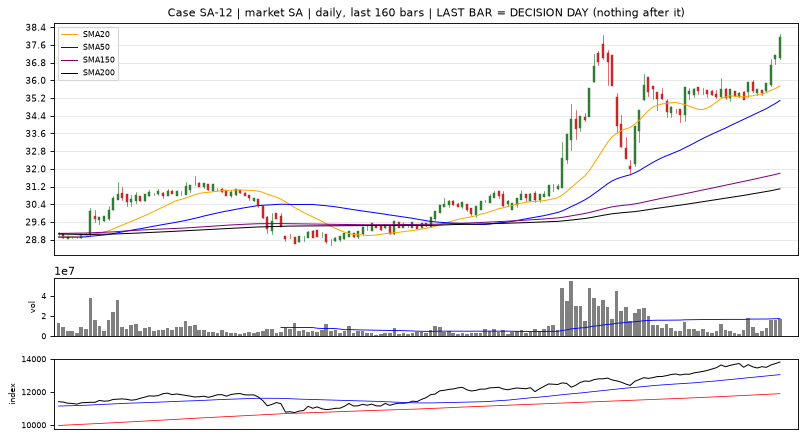 Case SA-12 | market SA | daily, last 160 bars | LAST BAR = DECISION DAY (nothing after it)
SMA20
SMA50
SMA150
SMA200
38.4
37.6
36.8
36.0
35.2
34.4
33.6
32.8
32.0
31.2
30.4
29.6
28.8
1e7
4
2
0
vol
14000
12000
10000
index